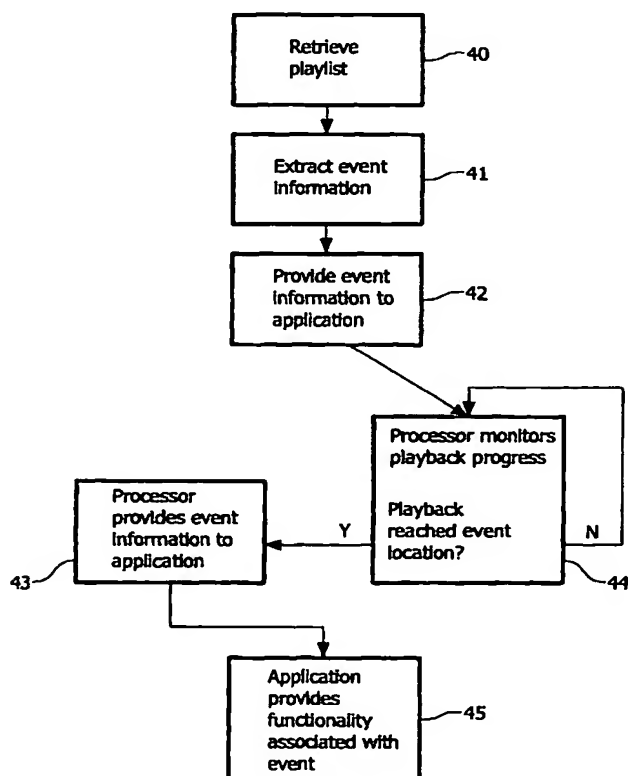 Retrieve
playlist
40
Extract event
information
41
Provide event
information to
application
42
Processor monitors
playback progress
Playback
reached event
location?
Y
N
44
Processor
provides event
information to
application
43
Application
provides
functionality
associated with
event
45